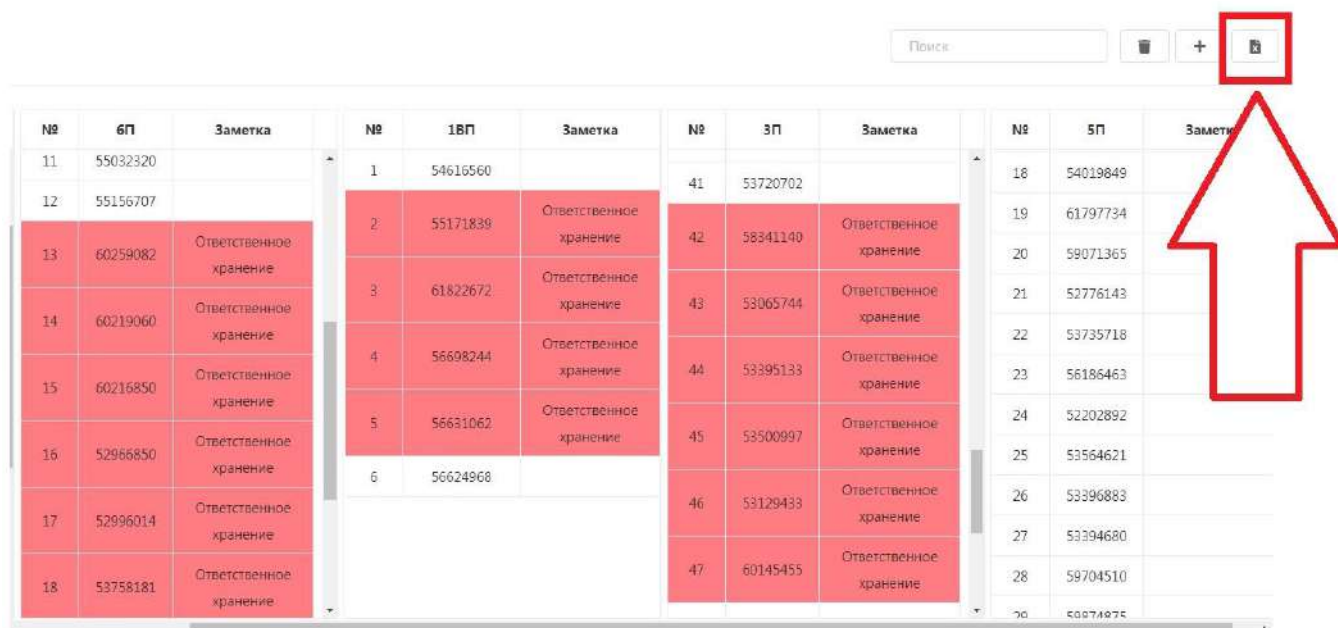 Поиск
№ 6П Заметка
11 55032320
12 55156707
13 60259082 Ответственное хранение
14 60219060 Ответственное хранение
15 60216850 Ответственное хранение
16 52966850 Ответственное хранение
17 52996014 Ответственное хранение
18 53758181 Ответственное хранение
№ 1ВП Заметка
1 54616560
2 55171839 Ответственное хранение
3 61822672 Ответственное хранение
4 56698244 Ответственное хранение
5 56631062 Ответственное хранение
6 56624968
№ 3П Заметка
41 53720702
42 58341140 Ответственное хранение
43 53065744 Ответственное хранение
44 53395133 Ответственное хранение
45 53500997 Ответственное хранение
46 53129433 Ответственное хранение
47 60145455 Ответственное хранение
№ 5П Заметк
18 54019849
19 61797734
20 59071365
21 52776143
22 53735718
23 56186463
24 52202892
25 53564621
26 53396883
27 53394680
28 59704510
29 59874875